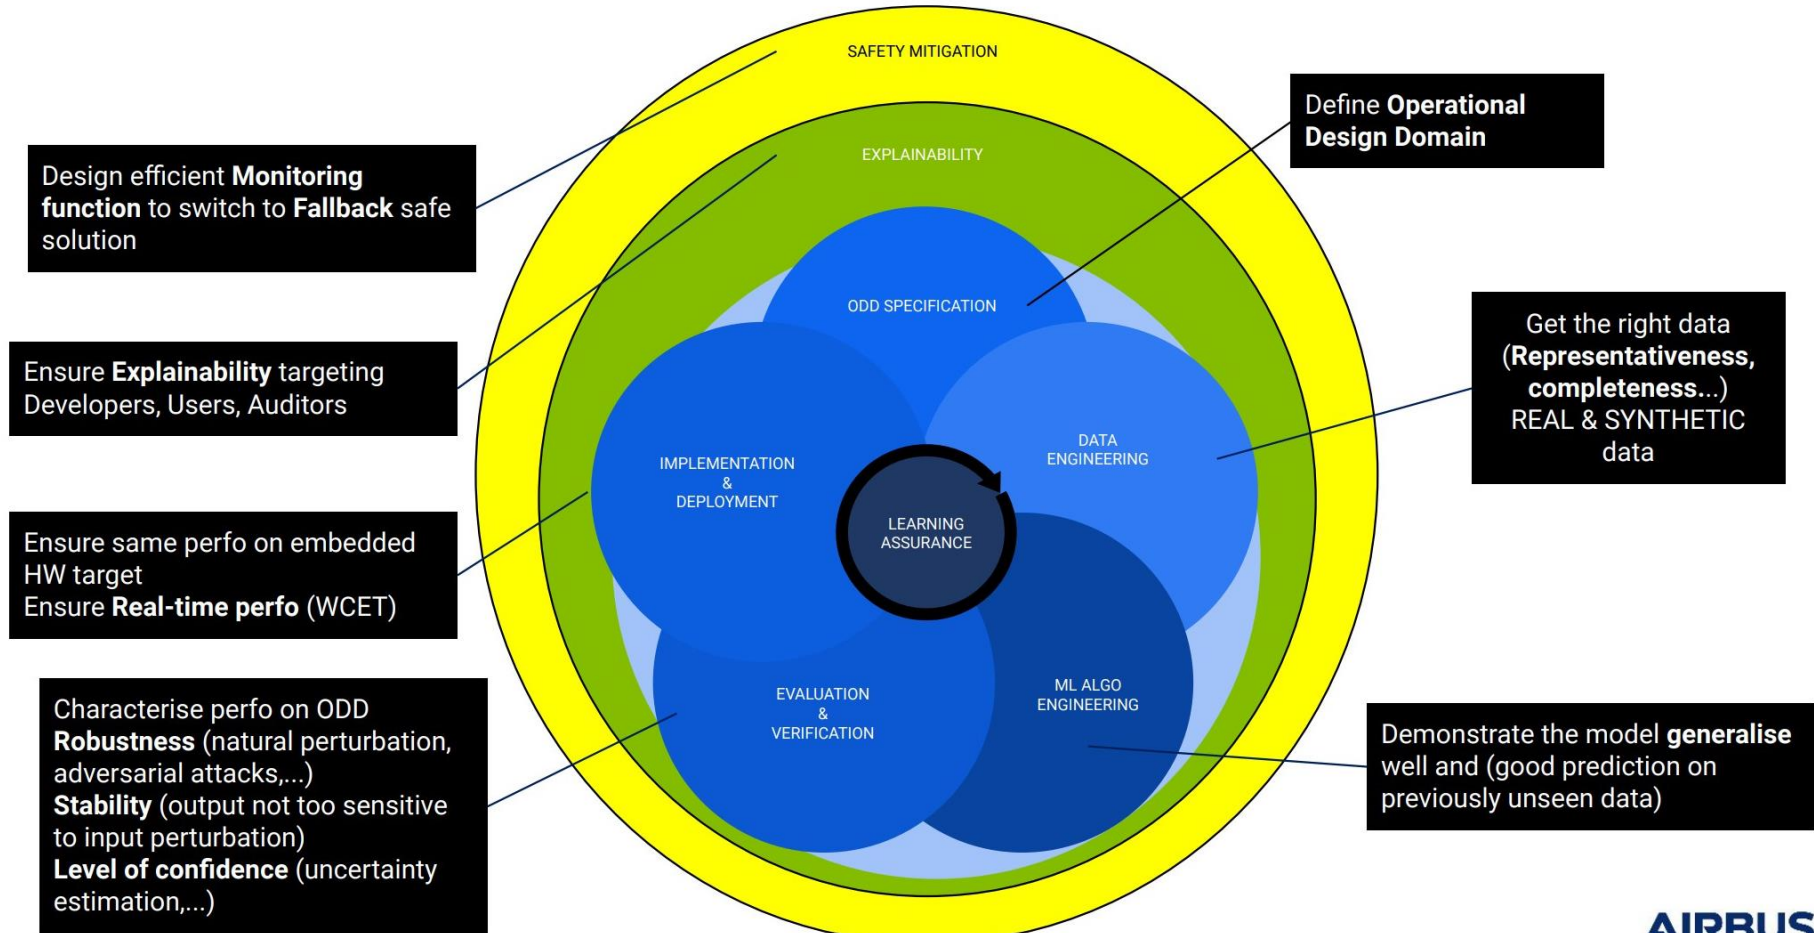 SAFETY MITIGATION
EXPLAINABILITY
ODD SPECIFICATION
DATA
ENGINEERING
IMPLEMENTATION
&
DEPLOYMENT
LEARNING
ASSURANCE
EVALUATION
&
VERIFICATION
ML ALGO
ENGINEERING
Design efficient Monitoring
function to switch to Fallback safe
solution
Ensure Explainability targeting
Developers, Users, Auditors
Ensure same perfo on embedded
HW target
Ensure Real-time perfo (WCET)
Characterise perfo on ODD
Robustness (natural perturbation,
adversarial attacks,...)
Stability (output not too sensitive
to input perturbation)
Level of confidence (uncertainty
estimation,...)
Define Operational
Design Domain
Get the right data
(Representativeness,
completeness...)
REAL & SYNTHETIC
data
Demonstrate the model generalise
well and (good prediction on
previously unseen data)
AIRBUS